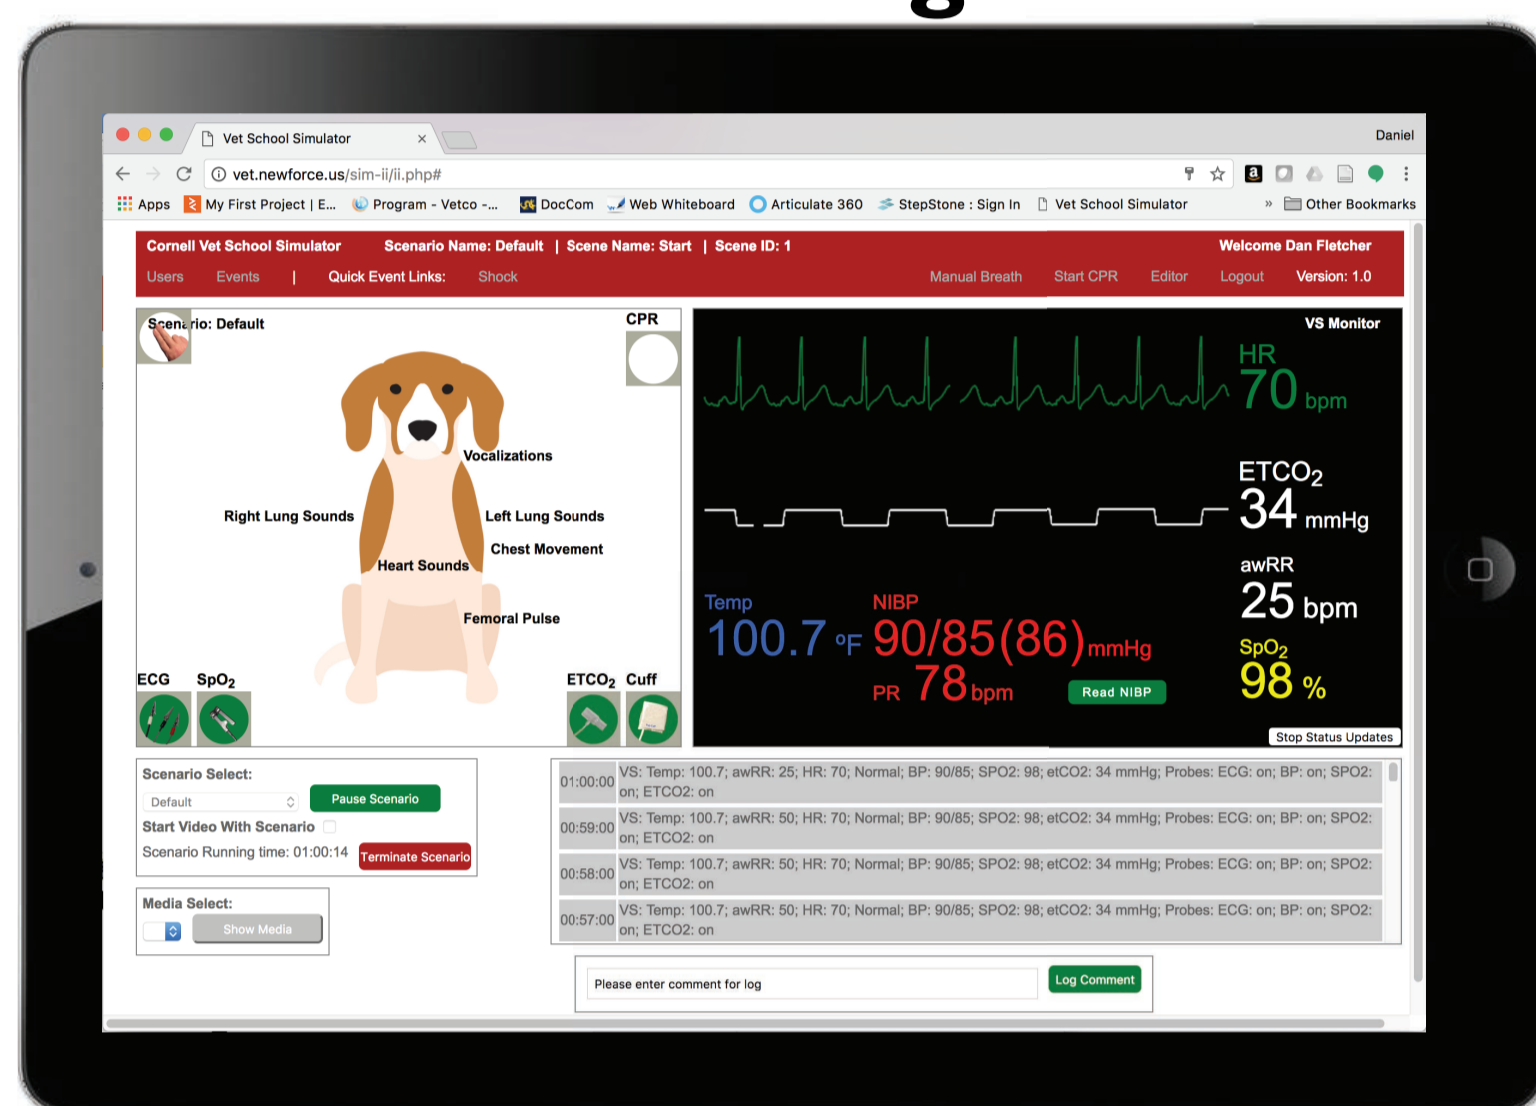 g
Vet School Simulator
Daniel
vet.newforce.us/sim-ii/ii.php#
Apps My First Project | E... Program - Vetco -... DocCom Web Whiteboard Articulate 360 StepStone : Sign In Vet School Simulator » Other Bookmarks
Cornell Vet School Simulator Scenario Name: Default | Scene Name: Start | Scene ID: 1 Welcome Dan Fletcher
Users Events | Quick Event Links: Shock Manual Breath Start CPR Editor Logout Version: 1.0
Scenario: Default
CPR
Vocalizations
Right Lung Sounds
Left Lung Sounds
Chest Movement
Heart Sounds
Femoral Pulse
ECG SpO2 ETCO2 Cuff
VS Monitor
HR
70 bpm
ETCO2
34 mmHg
awRR
25 bpm
Temp
100.7 ºF
NIBP
90/85(86)mmHg
PR 78 bpm
Read NIBP
SpO2
98 %
Stop Status Updates
Scenario Select:
Default
Pause Scenario
Start Video With Scenario
Scenario Running time: 01:00:14
Terminate Scenario
Media Select:
Show Media
01:00:00 VS: Temp: 100.7; awRR: 25; HR: 70; Normal; BP: 90/85; SPO2: 98; etCO2: 34 mmHg; Probes: ECG: on; BP: on; SPO2:
on; ETCO2: on
00:59:00 VS: Temp: 100.7; awRR: 50; HR: 70; Normal; BP: 90/85; SPO2: 98; etCO2: 34 mmHg; Probes: ECG: on; BP: on; SPO2:
on; ETCO2: on
00:58:00 VS: Temp: 100.7; awRR: 50; HR: 70; Normal; BP: 90/85; SPO2: 98; etCO2: 34 mmHg; Probes: ECG: on; BP: on; SPO2:
on; ETCO2: on
00:57:00 VS: Temp: 100.7; awRR: 50; HR: 70; Normal; BP: 90/85; SPO2: 98; etCO2: 34 mmHg; Probes: ECG: on; BP: on; SPO2:
on; ETCO2: on
Please enter comment for log
Log Comment